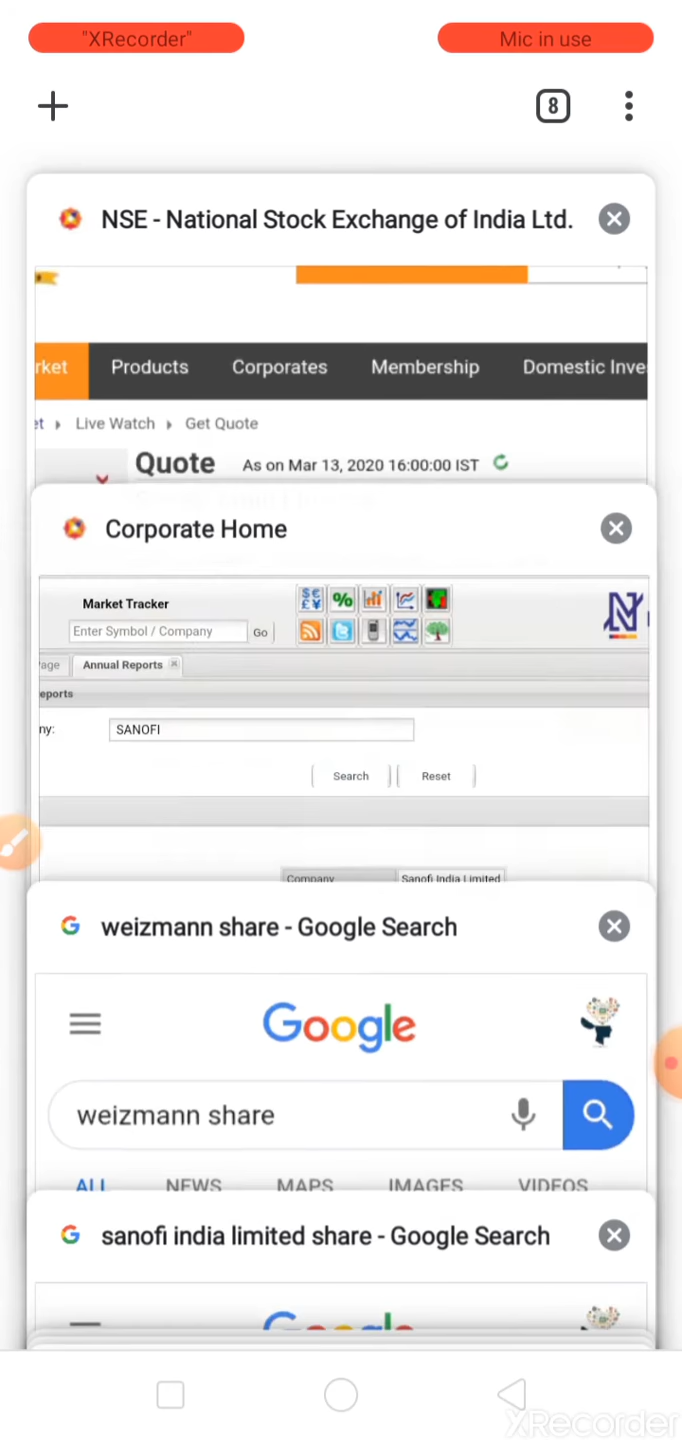 "XRecorder" Mic in use
8
NSE - National Stock Exchange of India Ltd.
rket Products Corporates Membership Domestic Inve
et Live Watch Get Quote
Quote As on Mar 13, 2020 16:00:00 IST
Corporate Home
Market Tracker
Enter Symbol / Company Go
age Annual Reports
eports
ny: SANOFI
Search Reset
Company Sanofi India Limited
weizmann share - Google Search
Google
weizmann share
ALL NEWS MAPS IMAGES VIDEOS
sanofi india limited share - Google Search
Google
XRecorder